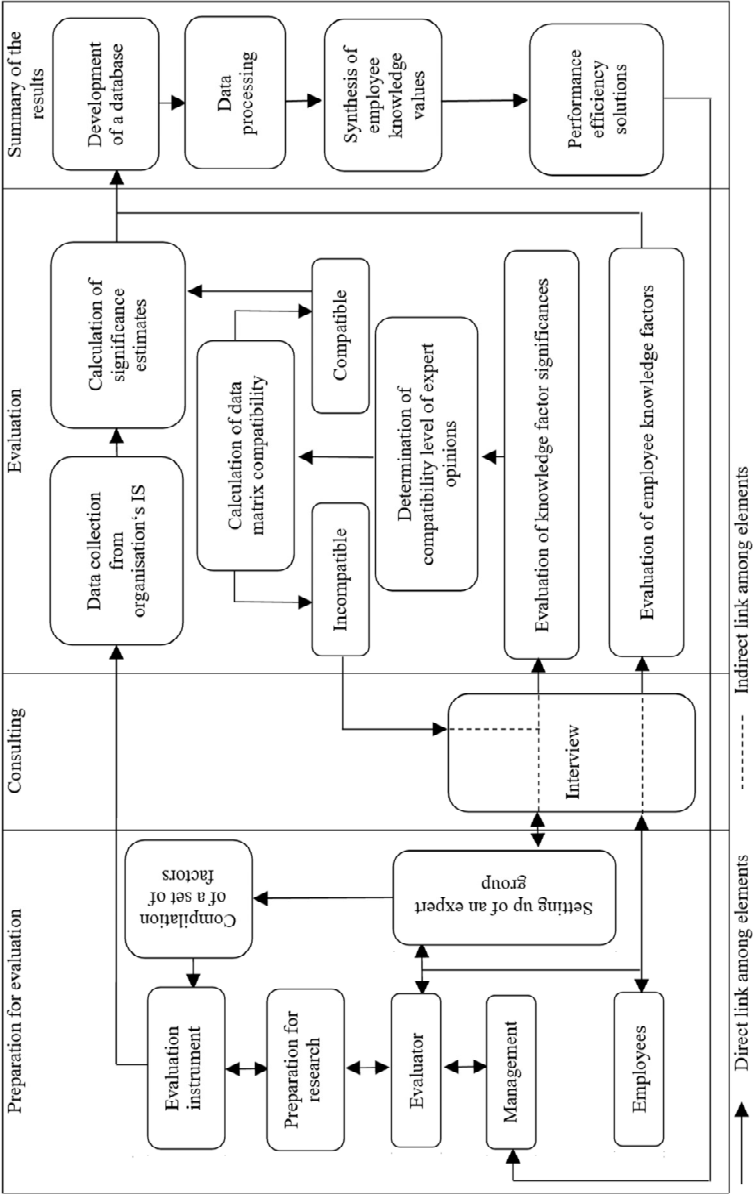 Preparation for evaluation
Consulting
Evaluation
Summary of the
results
Evaluation
instrument
Preparation for
research
Evaluator
Management
Employees
Compilation
of a set of
factors
Setting up of an expert
group
Interview
Data collection
from
organisation‘s IS
Calculation of
significance
estimates
Calculation of data
matrix compatibility
Incompatible
Compatible
Determination of
compatibility level of expert
opinions
Evaluation of knowledge factor significances
Evaluation of employee knowledge factors
Development
of a database
Data
processing
Synthesis of
employee
knowledge
values
Performance
efficiency
solutions
Direct link among elements
Indirect link among elements